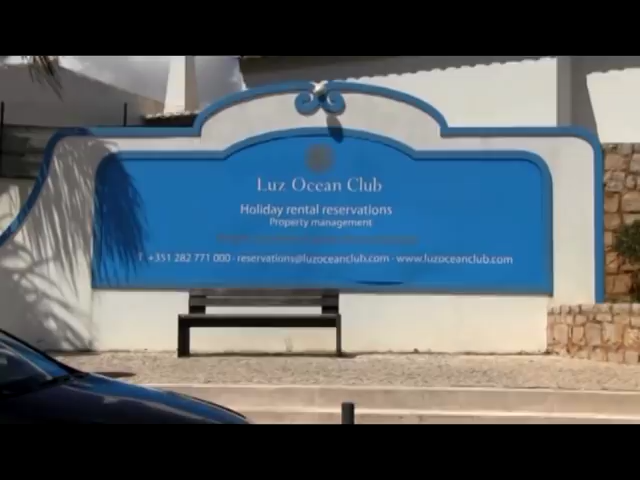 Luz Ocean Club
Holiday rental reservations
Property management
T +351 282 771 000 · reservations@luzoceanclub.com · www.luzoceanclub.com